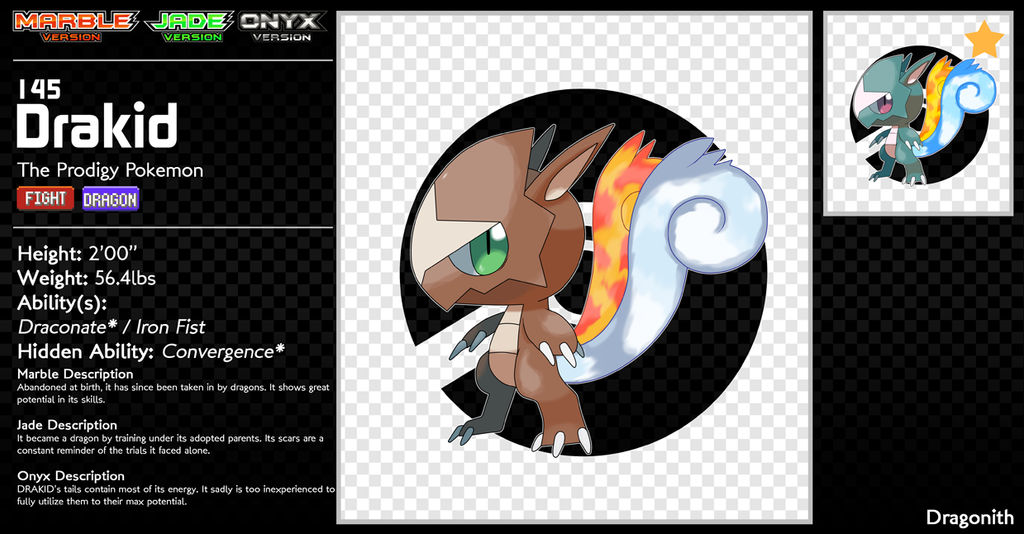 MARBLE JADE ONYX
VERSION VERSION VERSION
145
Drakid
The Prodigy Pokemon
FIGHT DRAGON
Height: 2'00"
Weight: 56.4lbs
Ability(s):
Draconate* / Iron Fist
Hidden Ability: Convergence*
Marble Description
Abandoned at birth, it has since been taken in by dragons. It shows great
potential in its skills.
Jade Description
It became a dragon by training under its adopted parents. Its scars are a
constant reminder of the trials it faced alone.
Onyx Description
DRAKID's tails contain most of its energy. It sadly is too inexperienced to
fully utilize them to their max potential.
Dragonith